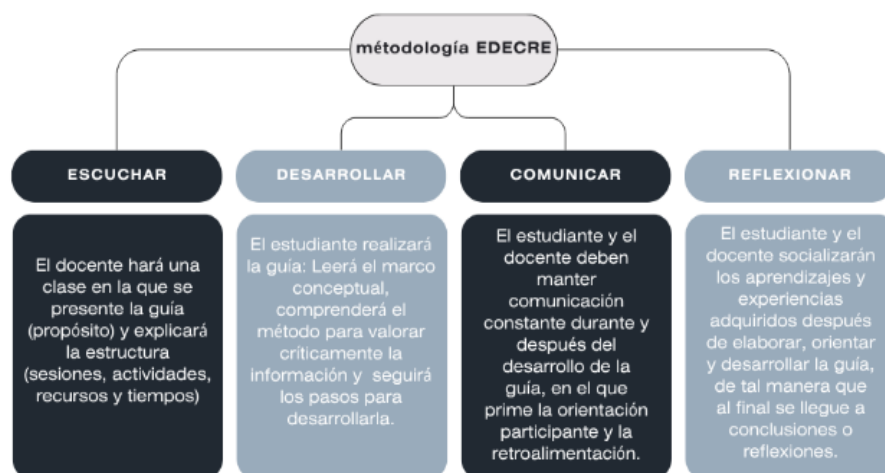 métodología EDECRE
ESCUCHAR
El docente hará una
clase en la que se
presente la guía
(propósito) y explicará
la estructura
(sesiones, actividades,
recursos y tiempos)
DESARROLLAR
El estudiante realizará
la guía: Leerá el marco
conceptual,
comprenderá el
método para valorar
críticamente la
información y seguirá
los pasos para
desarrollarla.
COMUNICAR
El estudiante y el
docente deben
manter
comunicación
constante durante y
después del
desarrollo de la
guía, en el que
prime la orientación
participante y la
retroalimentación.
REFLEXIONAR
El estudiante y el
docente socializarán
los aprendizajes y
experiencias
adquiridos después
de elaborar, orientar
y desarrollar la guía,
de tal manera que
al final se llegue a
conclusiones o
reflexiones.